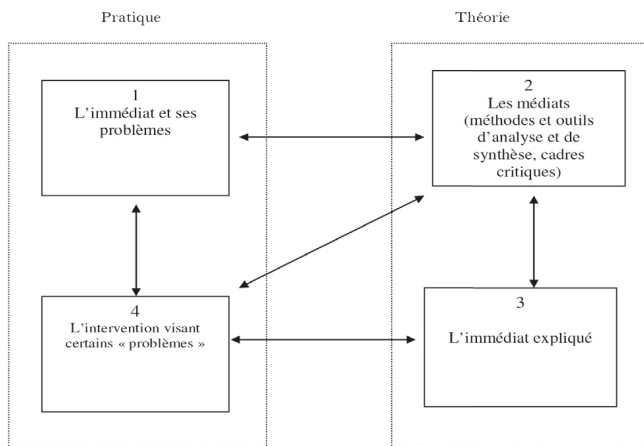 Pratique
Théorie
1
L’immédiat et ses
problèmes
2
Les médiats
(méthodes et outils
d’analyse et de
synthèse, cadres
critiques)
4
L’intervention visant
certains « problèmes »
3
L’immédiat expliqué